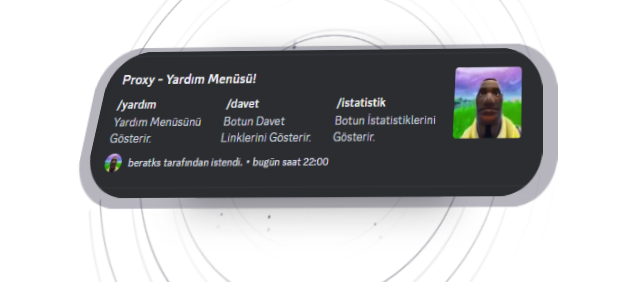 Proxy - Yardım Menüsü!
/yardım /davet /istatistik
Yardım Menüsünü Botun Davet Botun İstatistiklerini
Gösterir. Linklerini Gösterir. Gösterir.
beratks tarafından istendi. • bugün saat 22:00